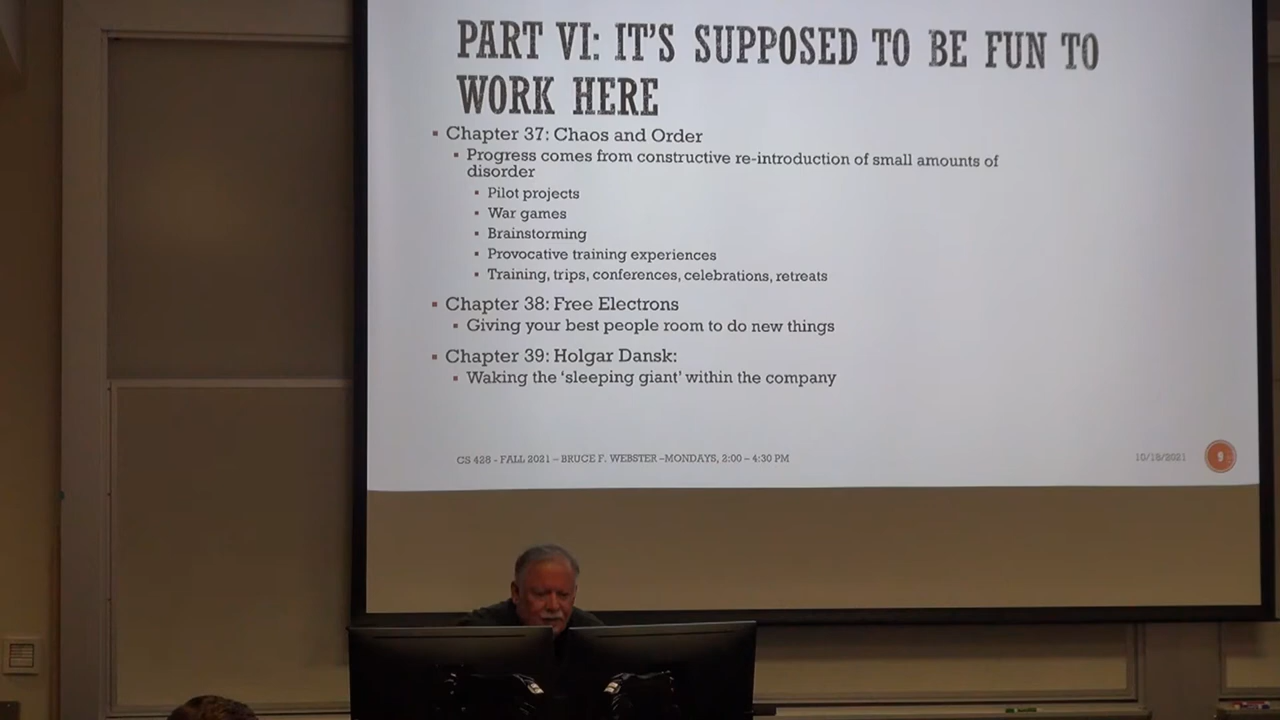 PART VI: IT'S SUPPOSED TO BE FUN TO
WORK HERE
▪ Chapter 37: Chaos and Order
▪ Progress comes from constructive re-introduction of small amounts of
disorder
▪ Pilot projects
▪ War games
▪ Brainstorming
▪ Provocative training experiences
▪ Training, trips, conferences, celebrations, retreats
▪ Chapter 38: Free Electrons
▪ Giving your best people room to do new things
▪ Chapter 39: Holgar Dansk:
▪ Waking the 'sleeping giant' within the company
CS 428 - FALL 2021 – BRUCE F. WEBSTER –MONDAYS, 2:00 – 4:30 PM
10/18/2021
9